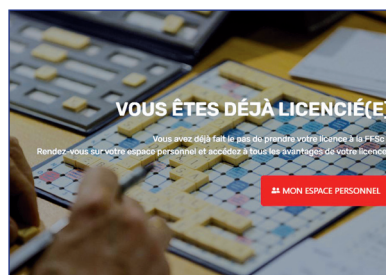 VOUS ÊTES DÉJÀ LICENCIÉ(E)
Vous avez déjà fait le pas de prendre votre licence à la FFSc
Rendez-vous sur votre espace personnel et accédez à tous les avantages de votre licence
MON ESPACE PERSONNEL